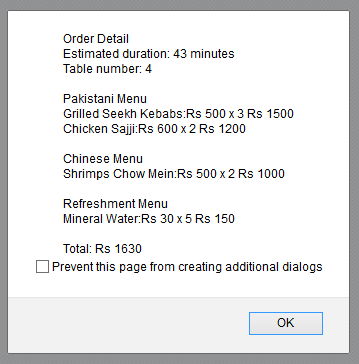 Order Detail
Estimated duration: 43 minutes
Table number: 4
Pakistani Menu
Grilled Seekh Kebabs:Rs 500 x 3 Rs 1500
Chicken Sajji:Rs 600 x 2 Rs 1200
Chinese Menu
Shrimps Chow Mein:Rs 500 x 2 Rs 1000
Refreshment Menu
Mineral Water:Rs 30 x 5 Rs 150
Total: Rs 1630
Prevent this page from creating additional dialogs
OK